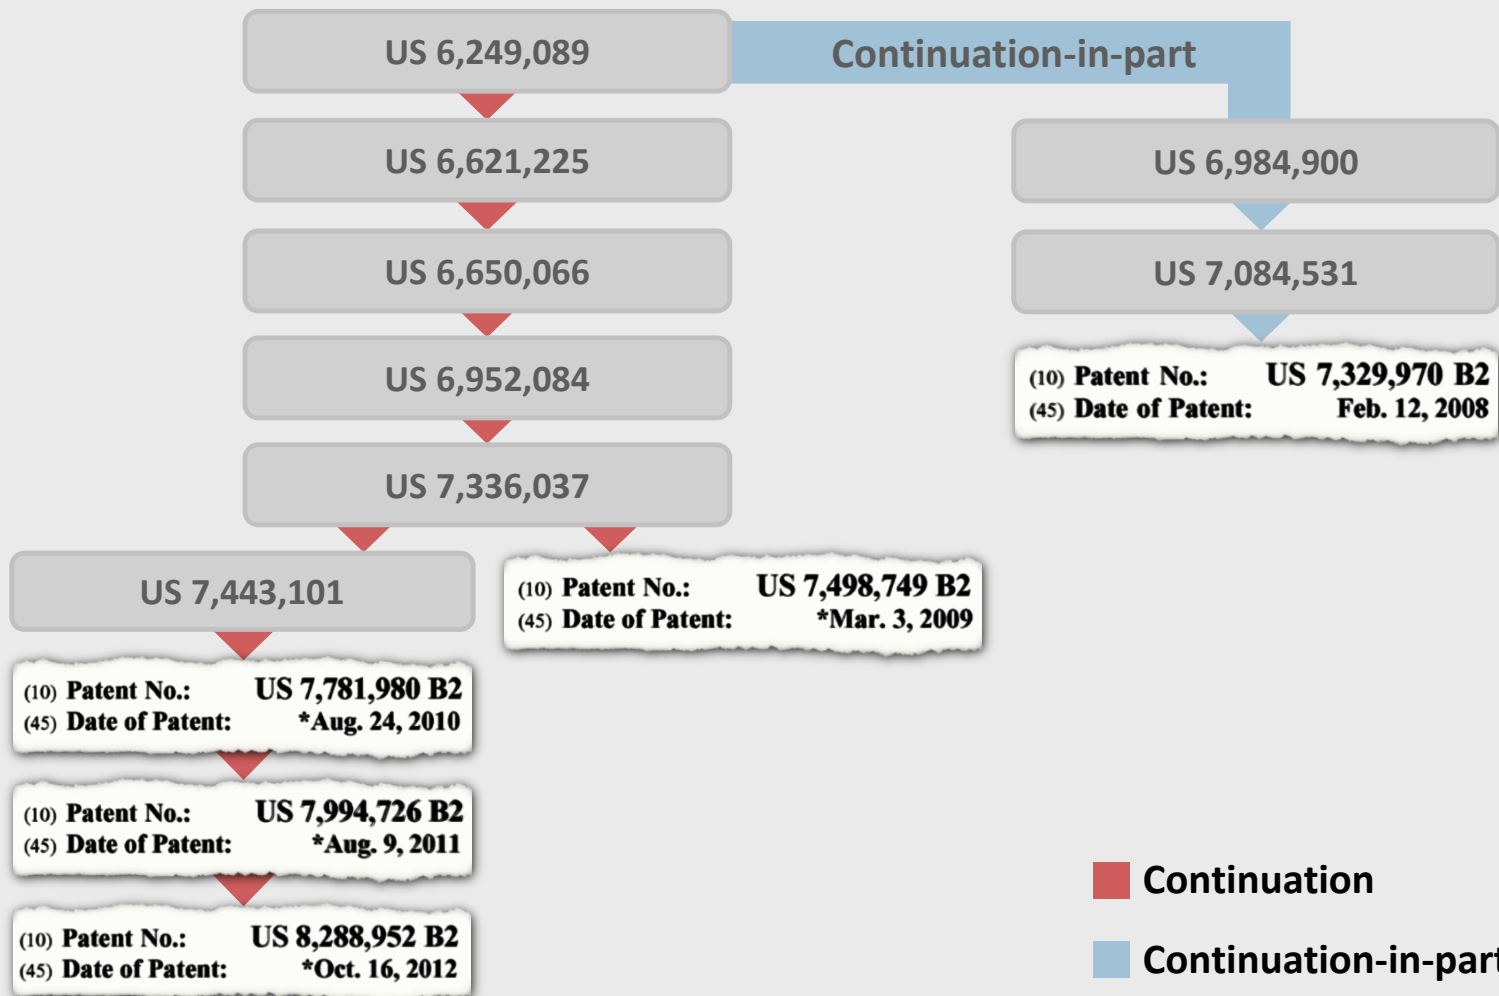 US 6,249,089
Continuation-in-part
US 6,621,225
US 6,984,900
US 6,650,066
US 7,084,531
US 6,952,084
(10) Patent No.: US 7,329,970 B2
(45) Date of Patent: Feb. 12, 2008
US 7,336,037
US 7,443,101
(10) Patent No.: US 7,498,749 B2
(45) Date of Patent: *Mar. 3, 2009
(10) Patent No.: US 7,781,980 B2
(45) Date of Patent: *Aug. 24, 2010
(10) Patent No.: US 7,994,726 B2
(45) Date of Patent: *Aug. 9, 2011
(10) Patent No.: US 8,288,952 B2
(45) Date of Patent: *Oct. 16, 2012
Continuation
Continuation-in-part